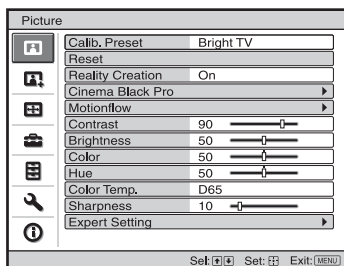 Picture
Calib. Preset Bright TV
Reset
Reality Creation On
Cinema Black Pro
Motionflow
Contrast 90
Brightness 50
Color 50
Hue 50
Color Temp. D65
Sharpness 10
Expert Setting
Sel: Set: Exit: MENU